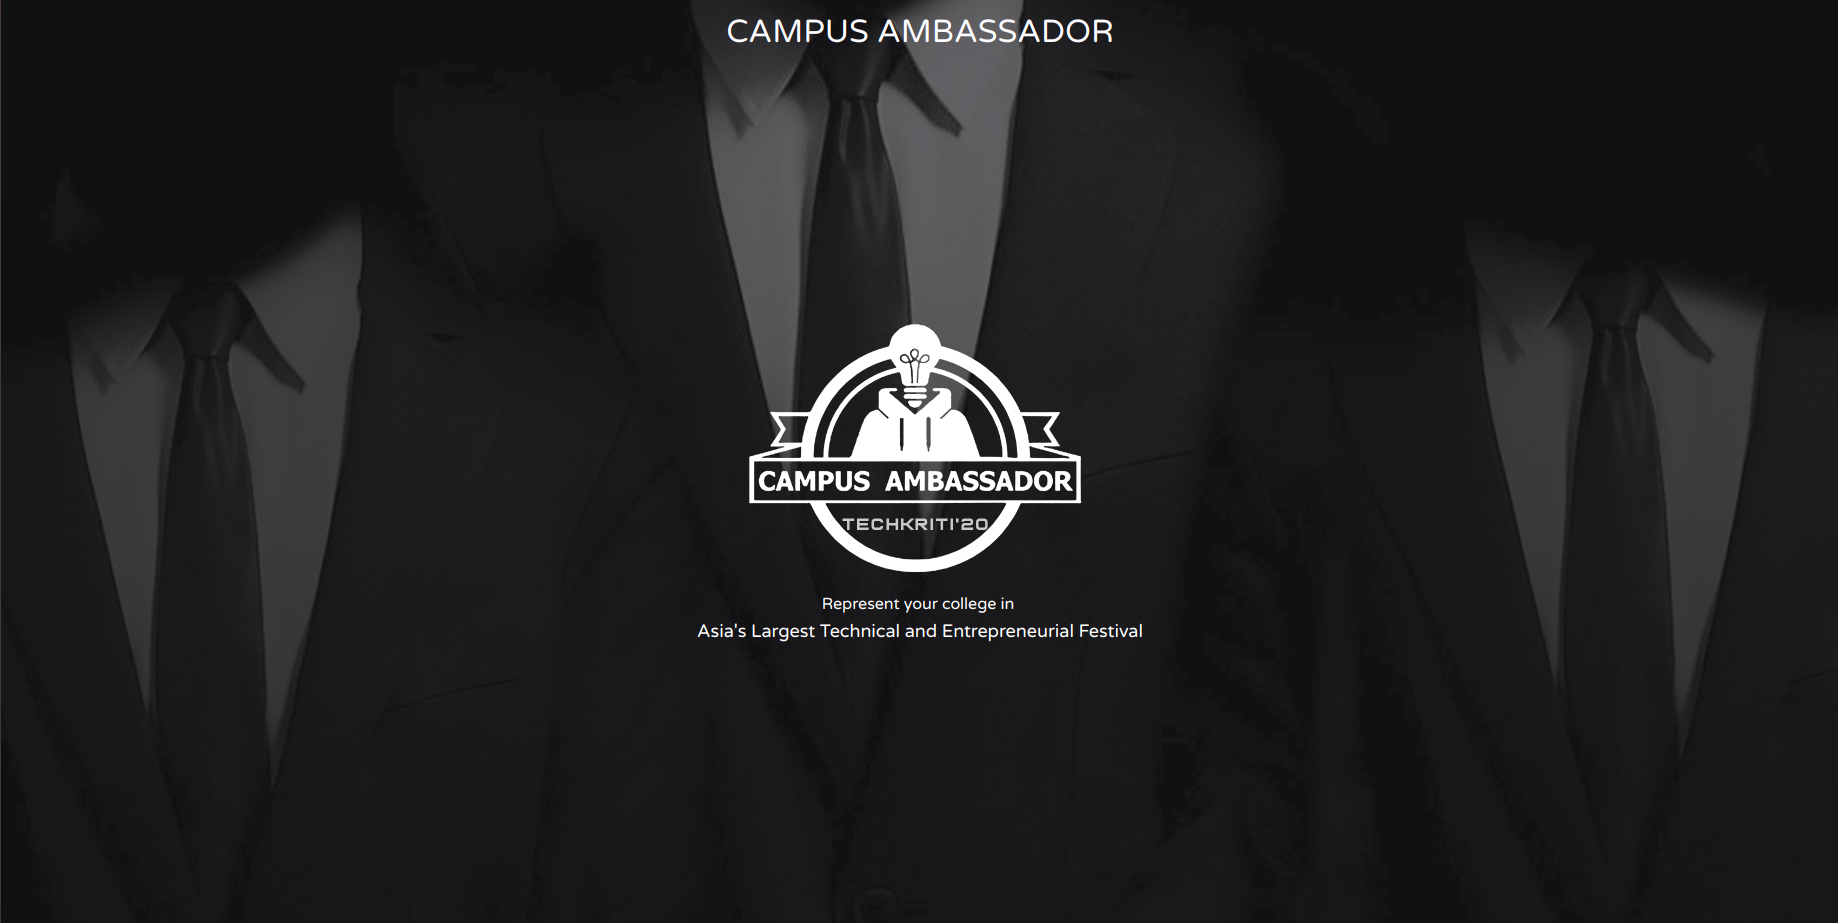 CAMPUS AMBASSADOR
CAMPUS AMBASSADOR
TECHKRITI'20
Represent your college in
Asia's Largest Technical and Entrepreneurial Festival